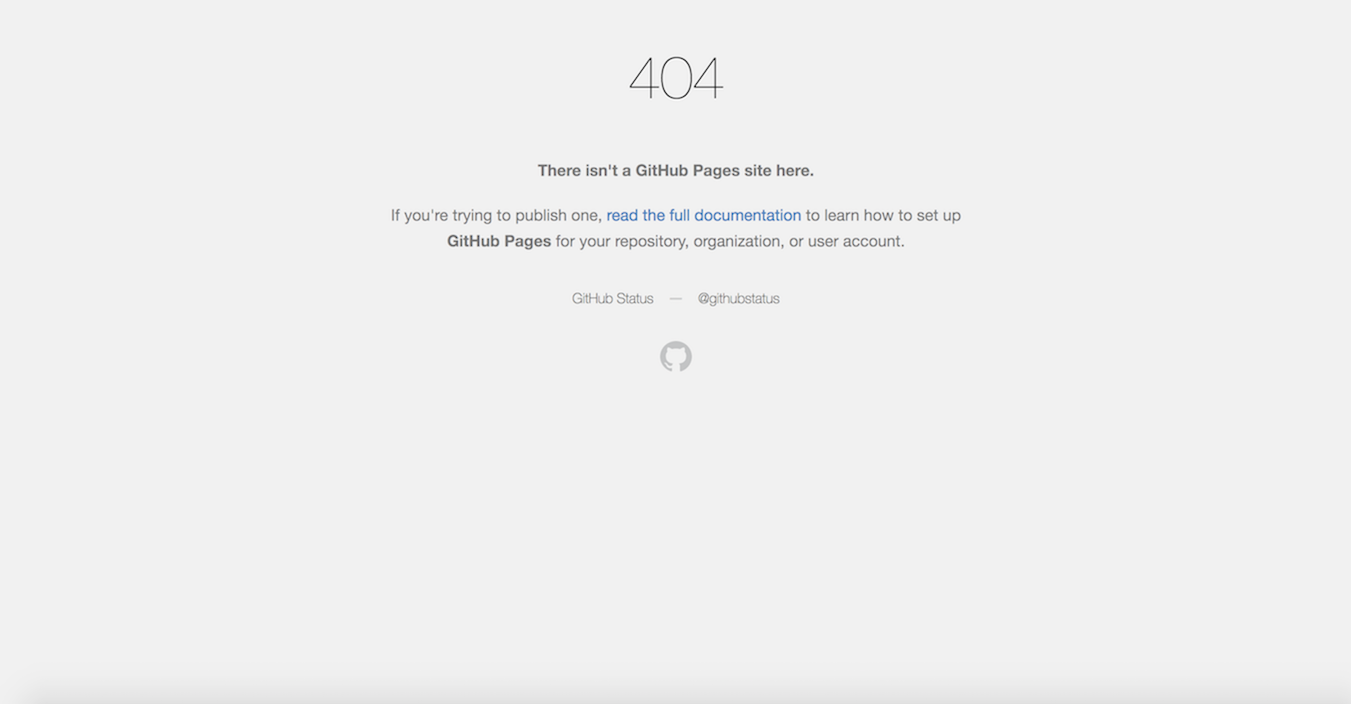 404
There isn't a GitHub Pages site here.
If you're trying to publish one, read the full documentation to learn how to set up
GitHub Pages for your repository, organization, or user account.
GitHub Status — @githubstatus